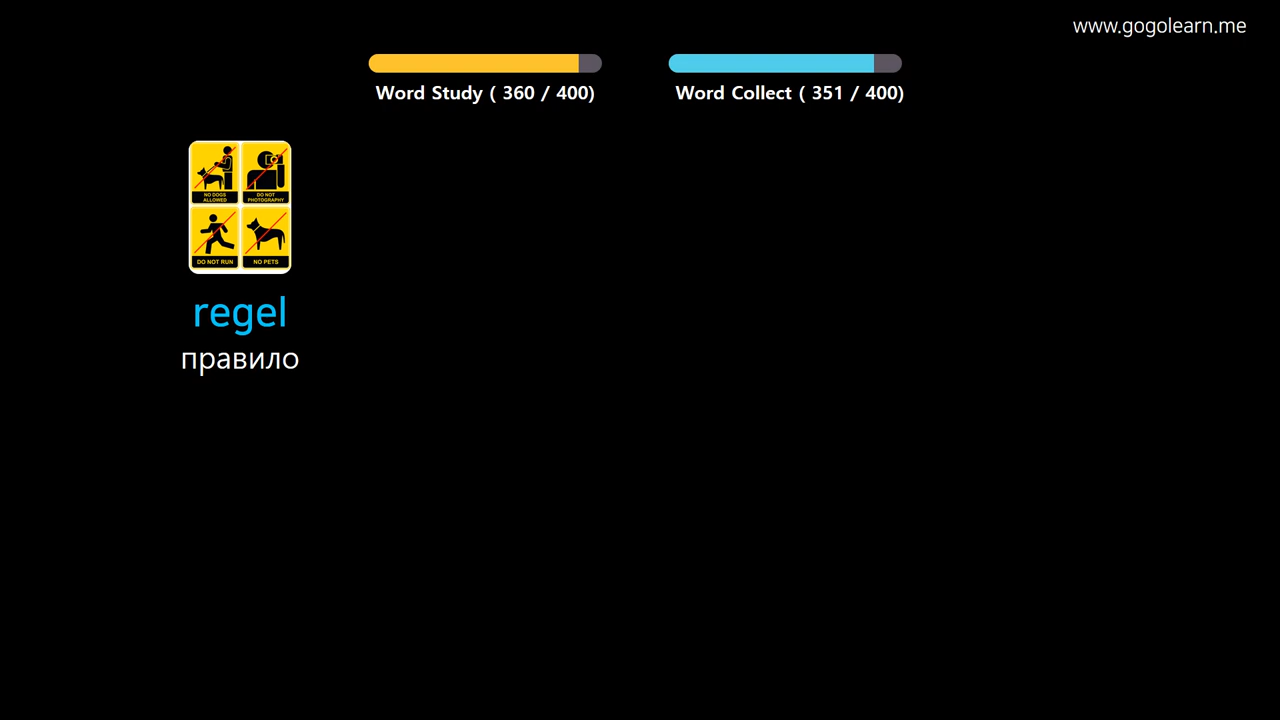 www.gogolearn.me
Word Study ( 360 / 400)
Word Collect ( 351 / 400)
NO DOGS
ALLOWED
DO NOT
PHOTOGRAPHY
DO NOT RUN
NO PETS
regel
правило